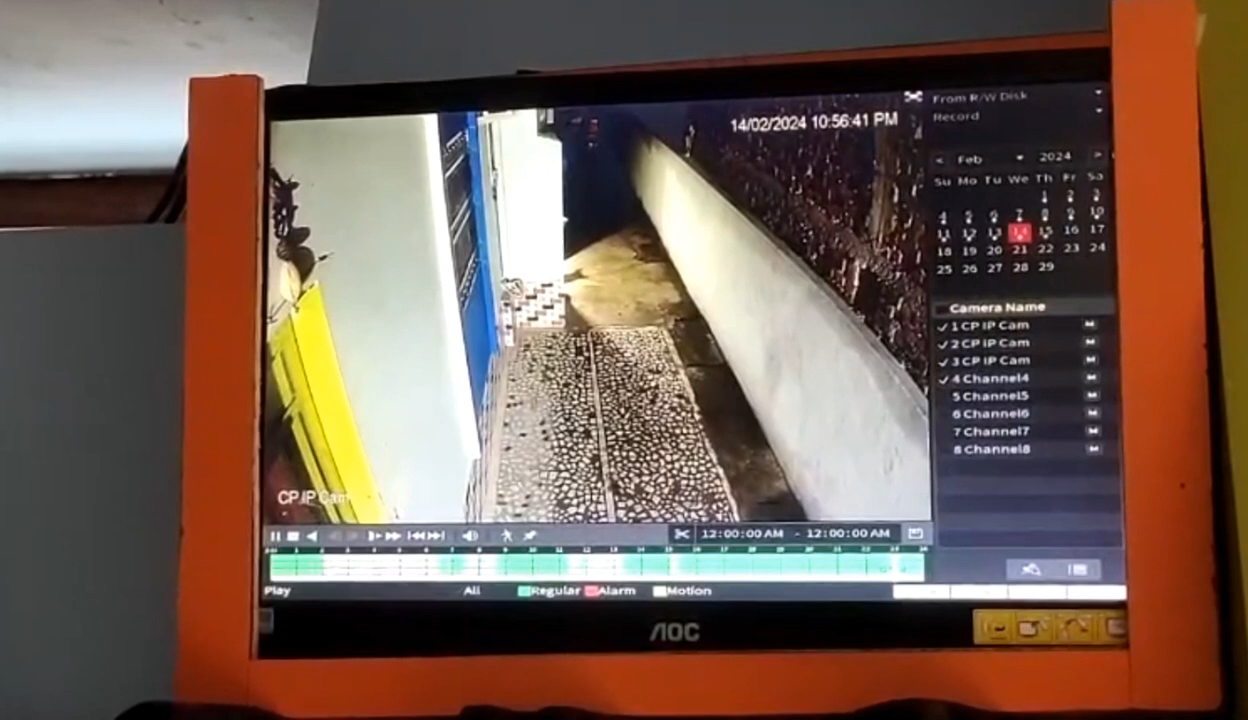 14/02/2024 10:56:41 PM
CP IP Cam
From R/W Disk
Record
< Feb 2024 >
Su Mo Tu We Th Fr Sa
1 2 3
4 5 6 7 8 9 10
11 12 13 14 15 16 17
18 19 20 21 22 23 24
25 26 27 28 29
Camera Name
1 CP IP Cam
2 CP IP Cam
3 CP IP Cam
4 Channel4
5 Channel5
6 Channel6
7 Channel7
8 Channel8
12:00:00 AM - 12:00:00 AM
Play All Regular Alarm Motion
AOC